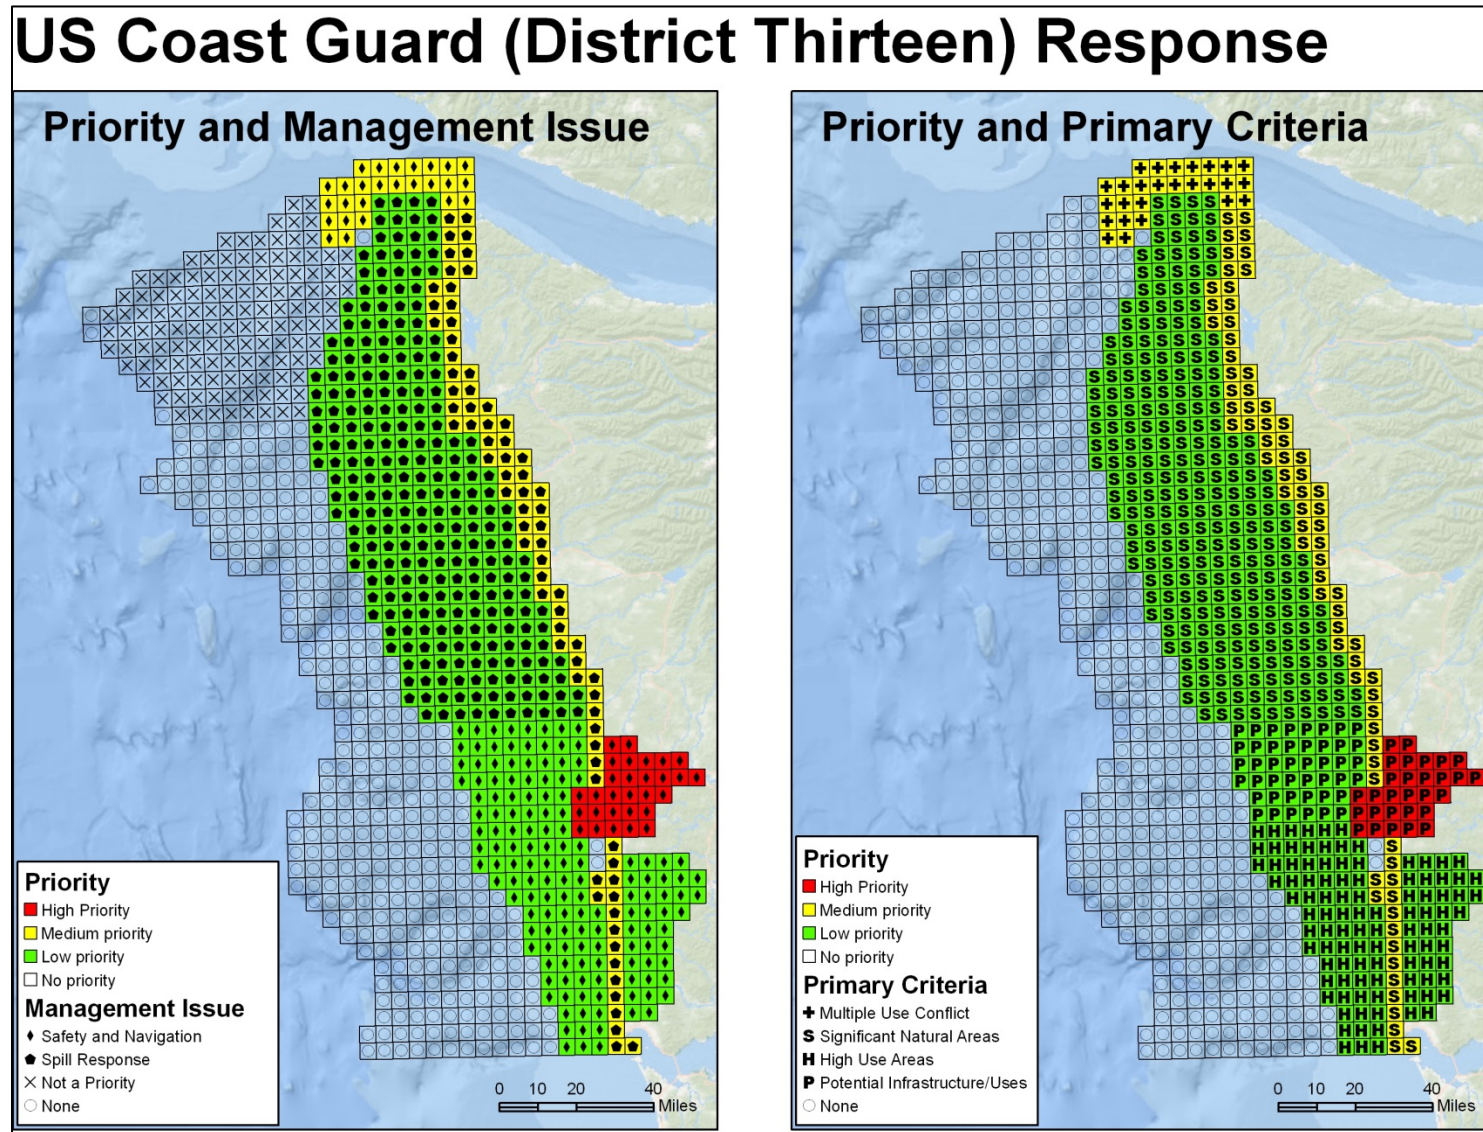 US Coast Guard (District Thirteen) Response
Priority and Management Issue
Priority
High Priority
Medium priority
Low priority
No priority
Management Issue
Safety and Navigation
Spill Response
Not a Priority
None
0 10 20 40
Miles
Priority and Primary Criteria
Priority
High Priority
Medium priority
Low priority
No priority
Primary Criteria
Multiple Use Conflict
S Significant Natural Areas
H High Use Areas
P Potential Infrastructure/Uses
None
0 10 20 40
Miles